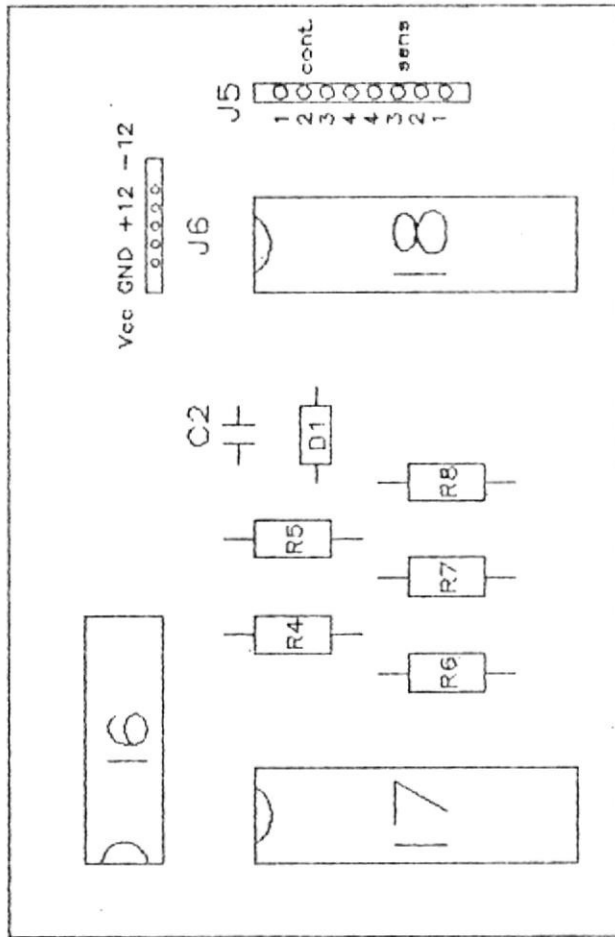 I6
Vcc GND +12 -12
J6
C2
J5
1 2 3 4 4 3 2 1
cont.
sens
I7
R4
R5
D1
I8
R6
R7
R8